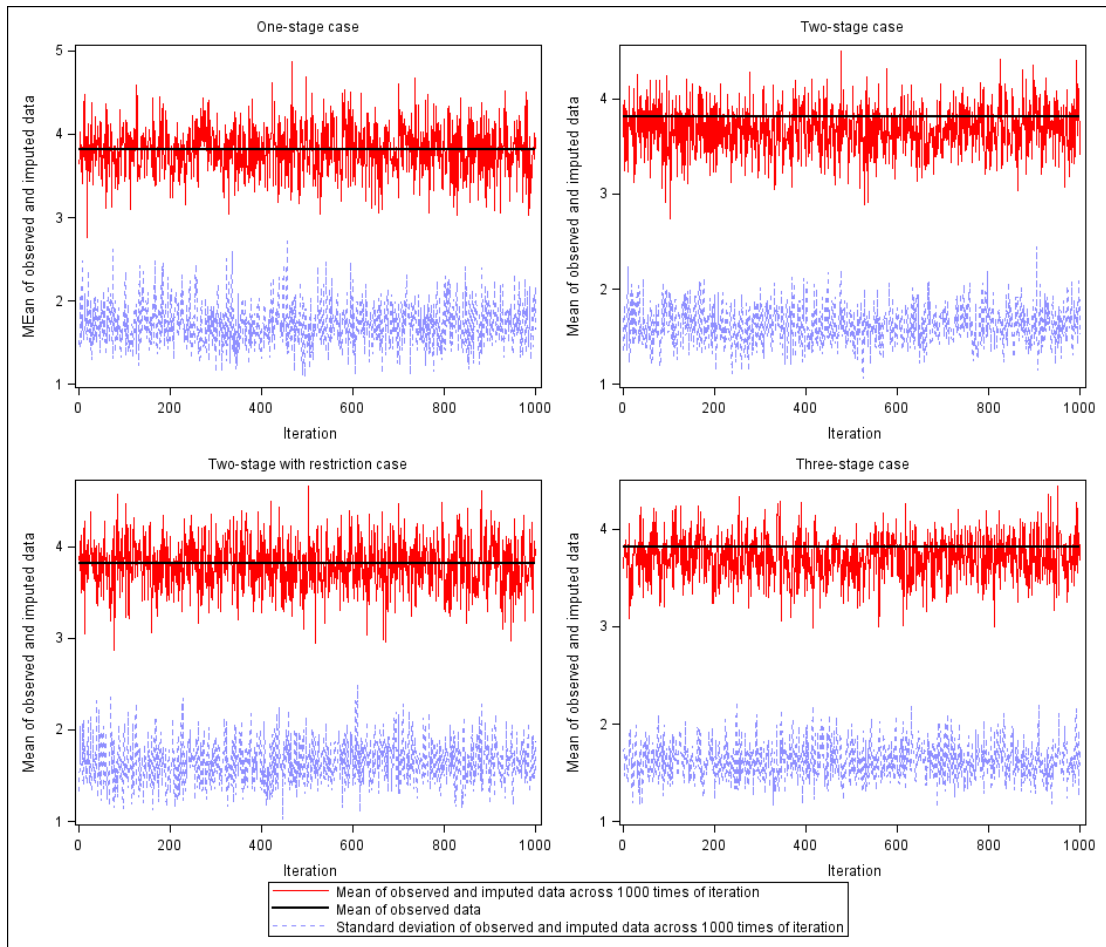 One-stage case
MEan of observed and imputed data
5
4
3
2
1
0 200 400 600 800 1000
Iteration
Two-stage case
Mean of observed and imputed data
4
3
2
1
0 200 400 600 800 1000
Iteration
Two-stage with restriction case
Mean of observed and imputed data
4
3
2
1
0 200 400 600 800 1000
Iteration
Three-stage case
Mean of observed and imputed data
4
3
2
1
0 200 400 600 800 1000
Iteration
Mean of observed and imputed data across 1000 times of iteration
Mean of observed data
Standard deviation of observed and imputed data across 1000 times of iteration